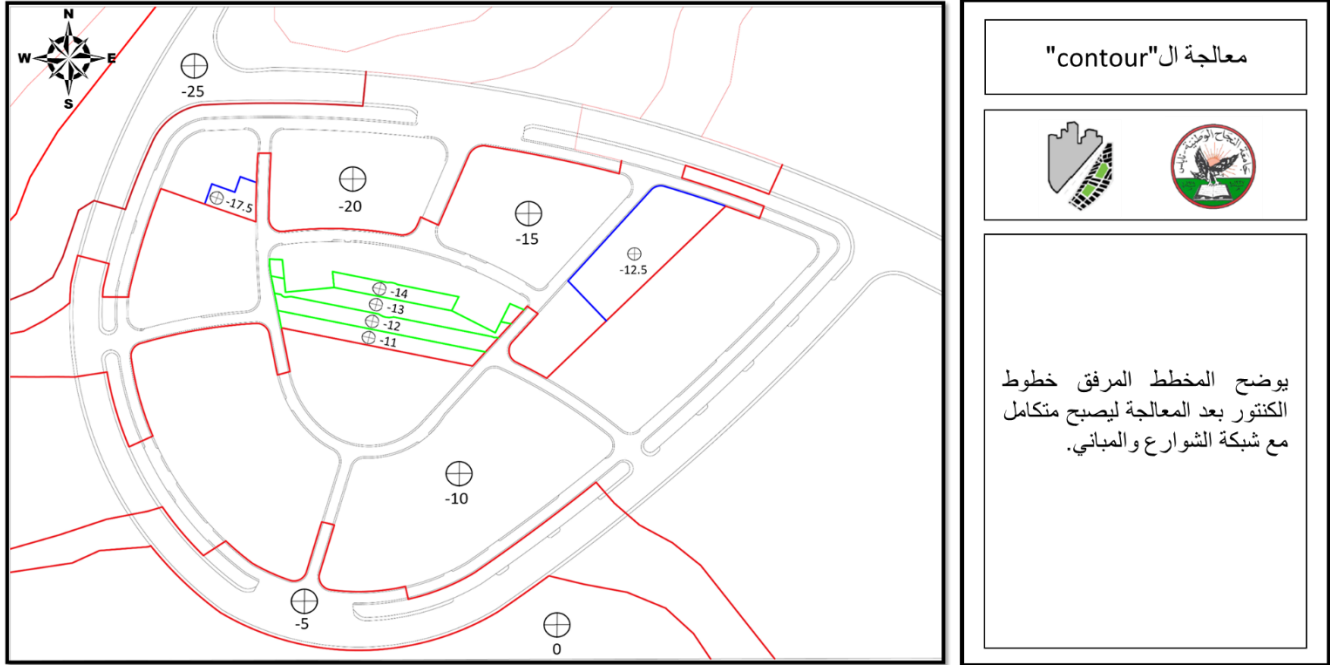 N
W E
S
-25
-20
-17.5
-15
-12.5
-14
-13
-12
-11
-10
-5
0
معالجة ال"contour"
يوضح المخطط المرفق خطوط
الكنتور بعد المعالجة ليصبح متكامل
مع شبكة الشوارع والمباني.